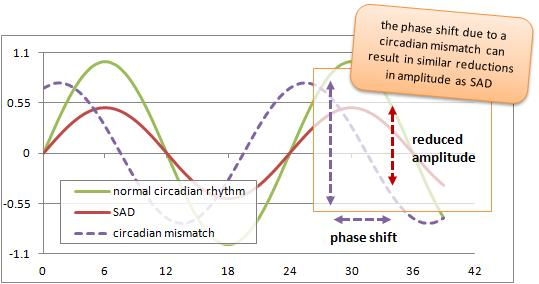 the phase shift due to a
circadian mismatch can
result in similar reductions
in amplitude as SAD
1.1
0.55
0
-0.55
-1.1
reduced
amplitude
normal circadian rhythm
SAD
circadian mismatch
phase shift
0 6 12 18 24 30 36 42